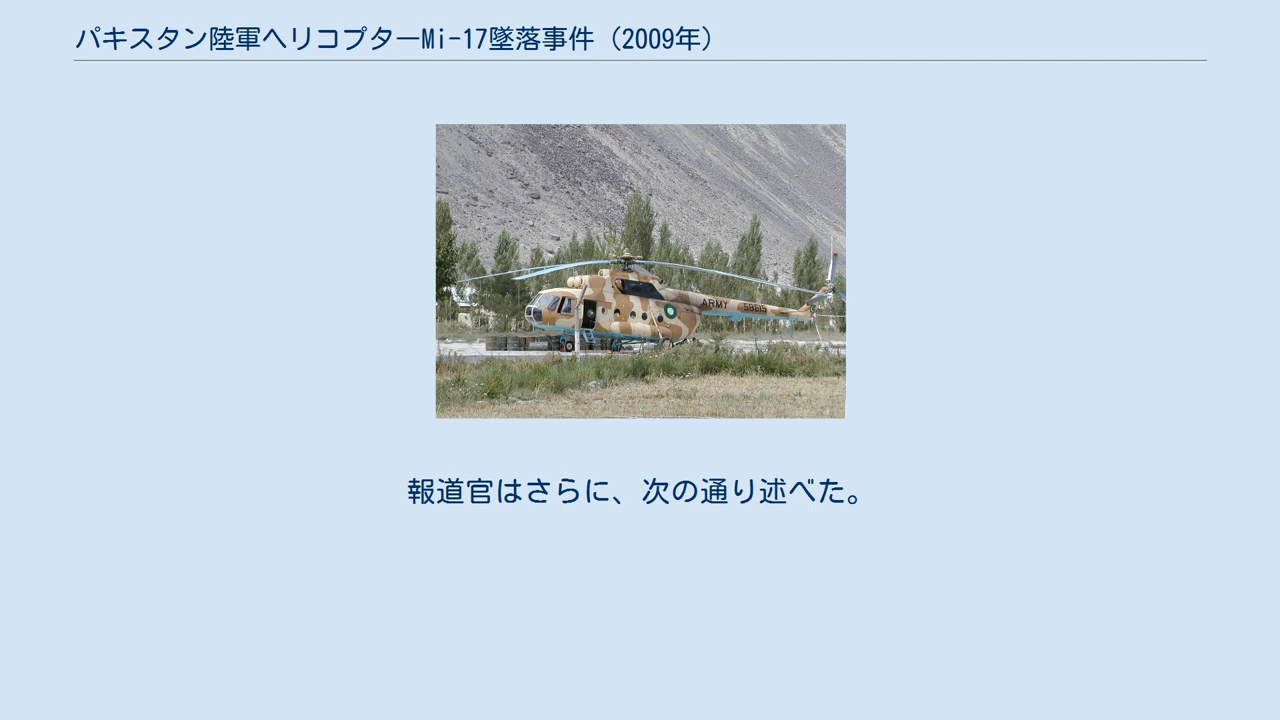 パキスタン陸軍ヘリコプターMi-17墜落事件（2009年）
ARMY 58615
報道官はさらに、次の通り述べた。